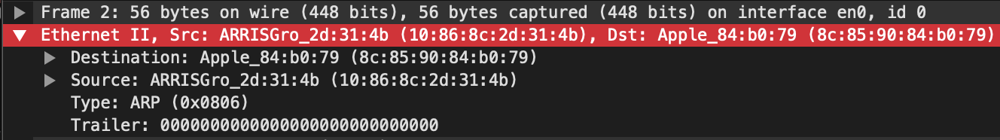 Frame 2: 56 bytes on wire (448 bits), 56 bytes captured (448 bits) on interface en0, id 0
Ethernet II, Src: ARRISGro_2d:31:4b (10:86:8c:2d:31:4b), Dst: Apple_84:b0:79 (8c:85:90:84:b0:79)
Destination: Apple_84:b0:79 (8c:85:90:84:b0:79)
Source: ARRISGro_2d:31:4b (10:86:8c:2d:31:4b)
Type: ARP (0x0806)
Trailer: 0000000000000000000000000000